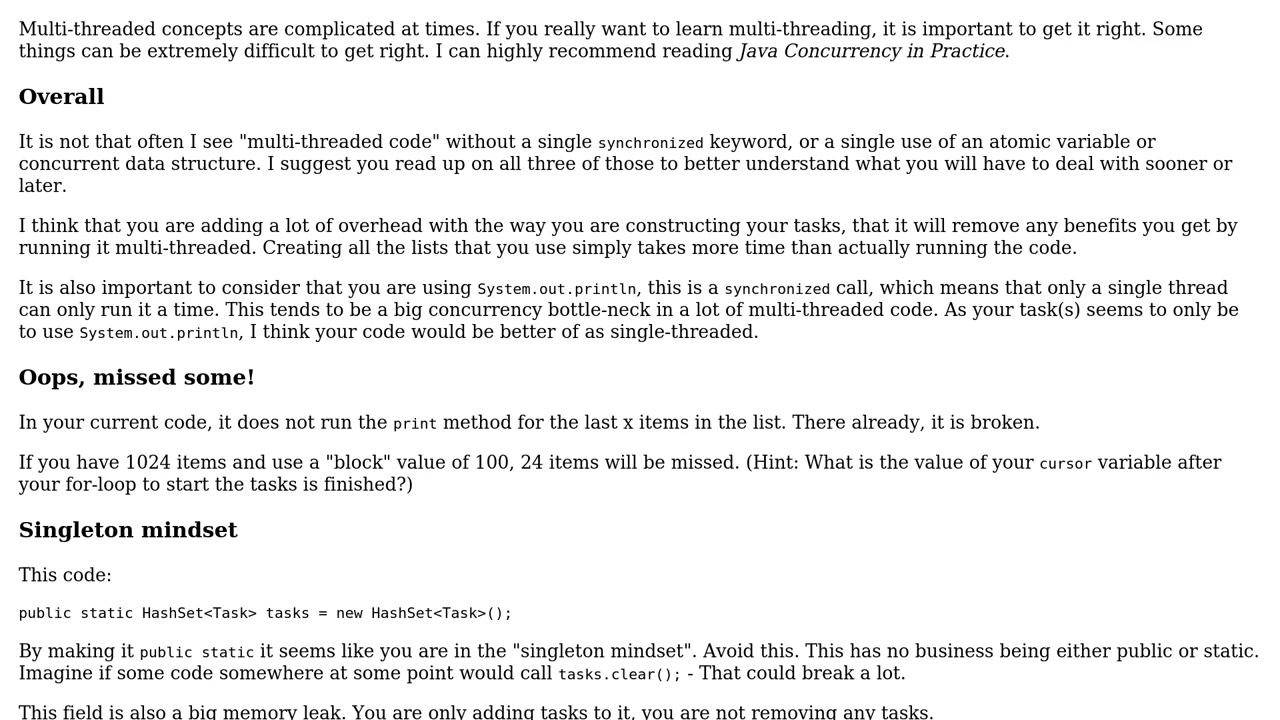 Multi-threaded concepts are complicated at times. If you really want to learn multi-threading, it is important to get it right. Some
things can be extremely difficult to get right. I can highly recommend reading Java Concurrency in Practice.
Overall
It is not that often I see "multi-threaded code" without a single synchronized keyword, or a single use of an atomic variable or
concurrent data structure. I suggest you read up on all three of those to better understand what you will have to deal with sooner or
later.
I think that you are adding a lot of overhead with the way you are constructing your tasks, that it will remove any benefits you get by
running it multi-threaded. Creating all the lists that you use simply takes more time than actually running the code.
It is also important to consider that you are using System.out.println, this is a synchronized call, which means that only a single thread
can only run it a time. This tends to be a big concurrency bottle-neck in a lot of multi-threaded code. As your task(s) seems to only be
to use System.out.println, I think your code would be better of as single-threaded.
Oops, missed some!
In your current code, it does not run the print method for the last x items in the list. There already, it is broken.
If you have 1024 items and use a "block" value of 100, 24 items will be missed. (Hint: What is the value of your cursor variable after
your for-loop to start the tasks is finished?)
Singleton mindset
This code:
public static HashSet<Task> tasks = new HashSet<Task>();
By making it public static it seems like you are in the "singleton mindset". Avoid this. This has no business being either public or static.
Imagine if some code somewhere at some point would call tasks.clear(); - That could break a lot.
This field is also a big memory leak. You are only adding tasks to it, you are not removing any tasks.